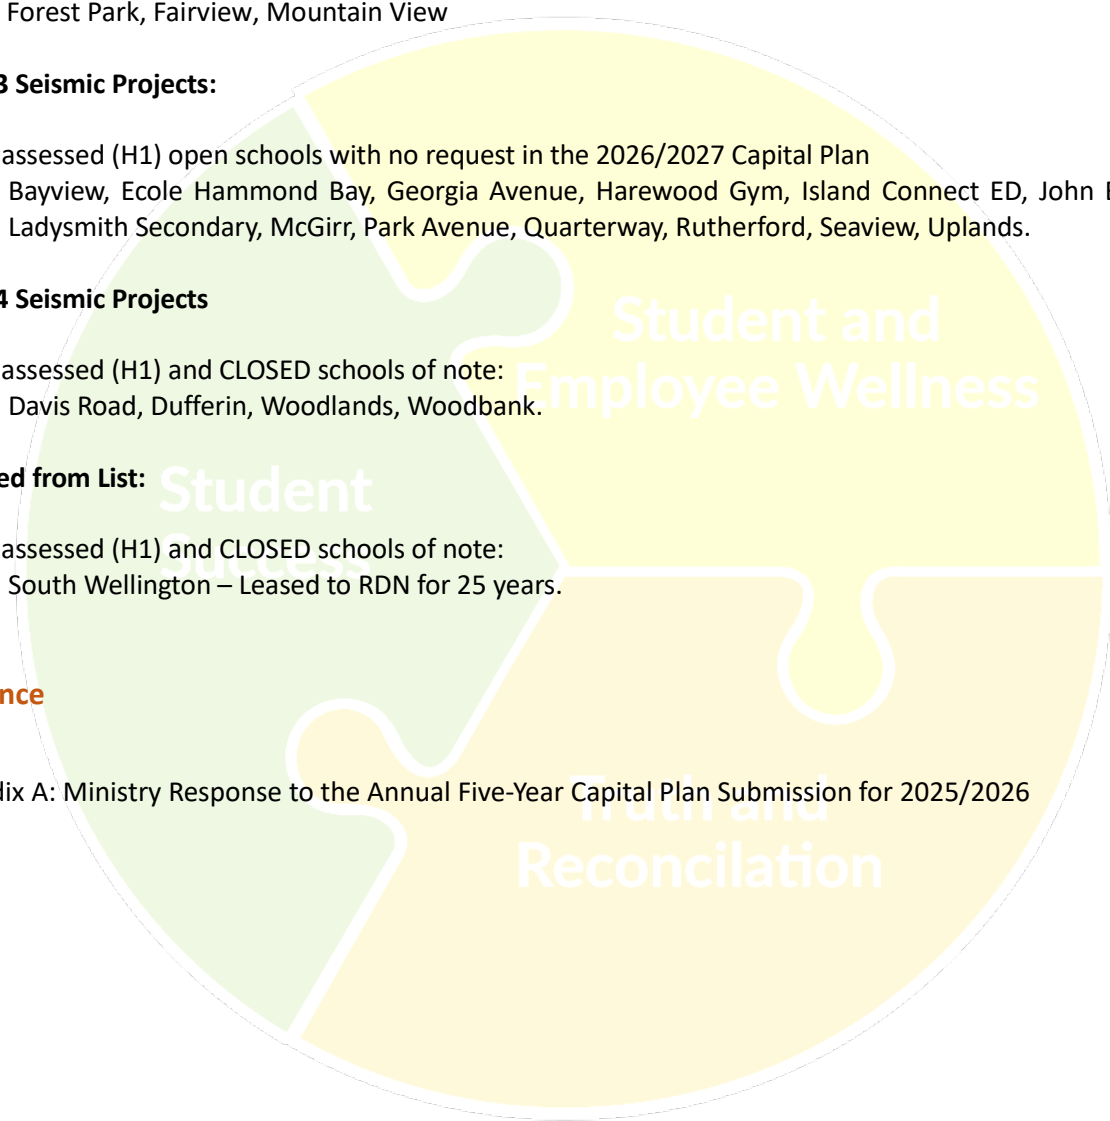 Forest Park, Fairview, Mountain View
3 Seismic Projects:
assessed (H1) open schools with no request in the 2026/2027 Capital Plan
Bayview, Ecole Hammond Bay, Georgia Avenue, Harewood Gym, Island Connect ED, John
Ladysmith Secondary, McGirr, Park Avenue, Quarterway, Rutherford, Seaview, Uplands.
4 Seismic Projects
assessed (H1) and CLOSED schools of note:
Davis Road, Dufferin, Woodlands, Woodbank.
from List:
assessed (H1) and CLOSED schools of note:
South Wellington – Leased to RDN for 25 years.
A: Ministry Response to the Annual Five-Year Capital Plan Submission for 2025/2026
Student and
Employee Wellness
Student
Success
Truth and
Reconcilation